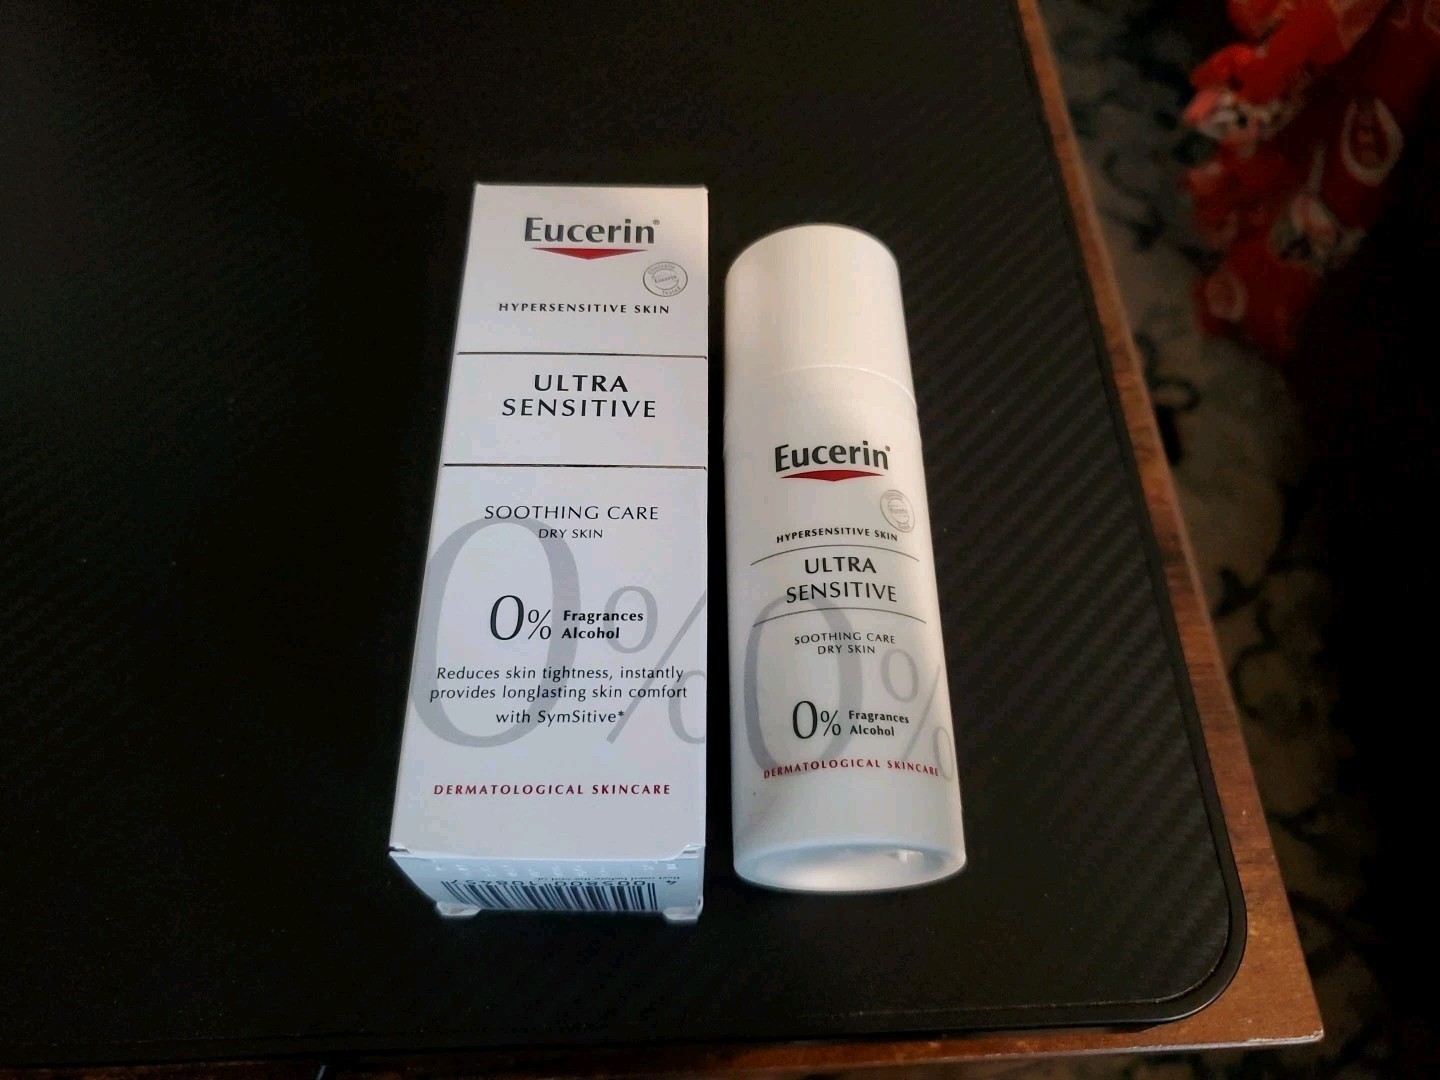 Eucerin®
HYPERSENSITIVE SKIN
ULTRA
SENSITIVE
SOOTHING CARE
DRY SKIN
0% Fragrances
Alcohol
Reduces skin tightness, instantly
provides longlasting skin comfort
with SymSitive*
DERMATOLOGICAL SKINCARE
0%
Eucerin®
HYPERSENSITIVE SKIN
ULTRA
SENSITIVE
SOOTHING CARE
DRY SKIN
0% Fragrances
Alcohol
DERMATOLOGICAL SKINCARE
0%